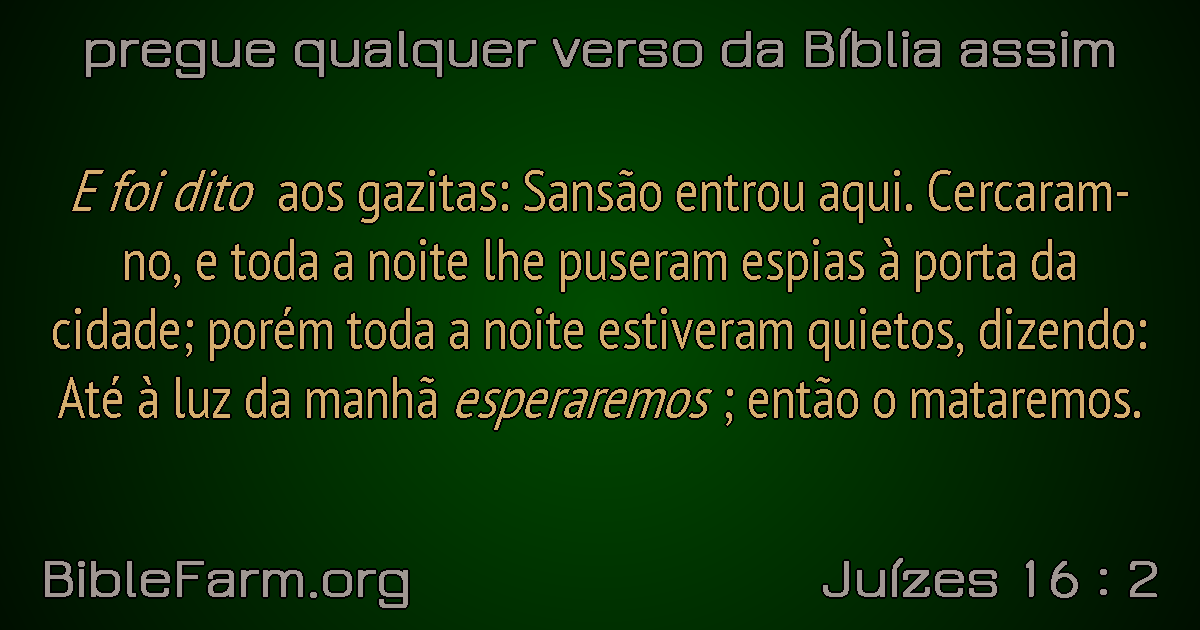 pregue qualquer verso da Bíblia assim
E foi dito aos gazitas: Sansão entrou aqui. Cercaram-
no, e toda a noite lhe puseram espias à porta da
cidade; porém toda a noite estiveram quietos, dizendo:
Até à luz da manhã esperaremos ; então o mataremos.
BibleFarm.org
Juízes 16 : 2